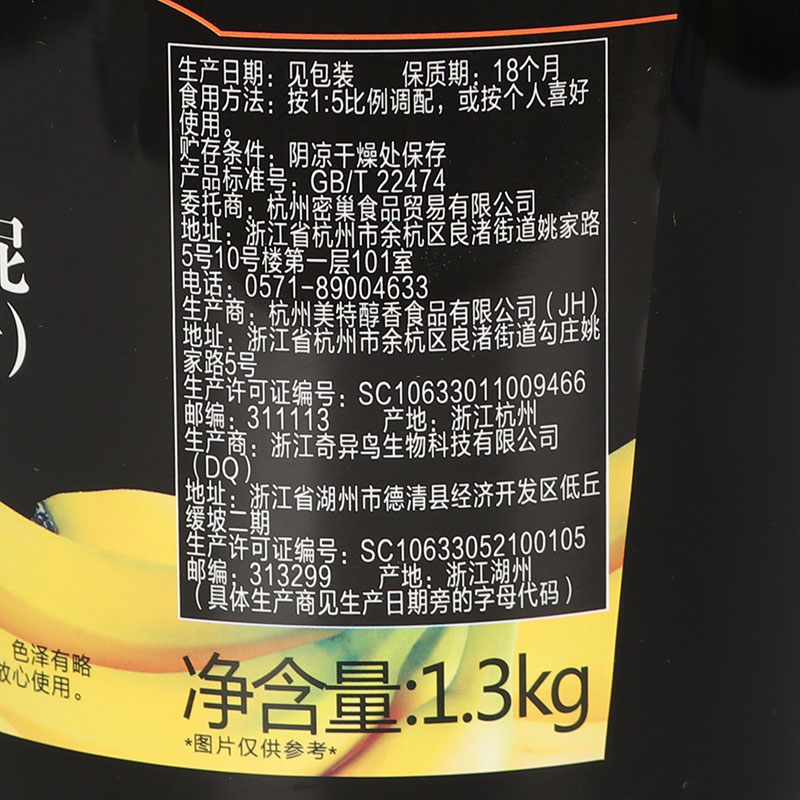 生产日期：见包装　　保质期：18个月
食用方法：按1:5比例调配，或按个人喜好
使用。
贮存条件：阴凉干燥处保存
产品标准号：GB/T 22474
委托商：杭州密巢食品贸易有限公司
地址：浙江省杭州市余杭区良渚街道姚家路
5号10号楼第一层101室
电话：0571-89004633
生产商：杭州美特醇香食品有限公司（JH）
地址：浙江省杭州市余杭区良渚街道勾庄姚
家路5号
生产许可证编号：SC10633011009466
邮编：311113　　产地：浙江杭州
生产商：浙江奇异鸟生物科技有限公司
（DQ）
地址：浙江省湖州市德清县经济开发区低丘
缓坡二期
生产许可证编号：SC10633052100105
邮编：313299　　产地：浙江湖州
（具体生产商见生产日期旁的字母代码）
泥
）
色泽有略
放心使用。
净含量:1.3kg
*图片仅供参考*